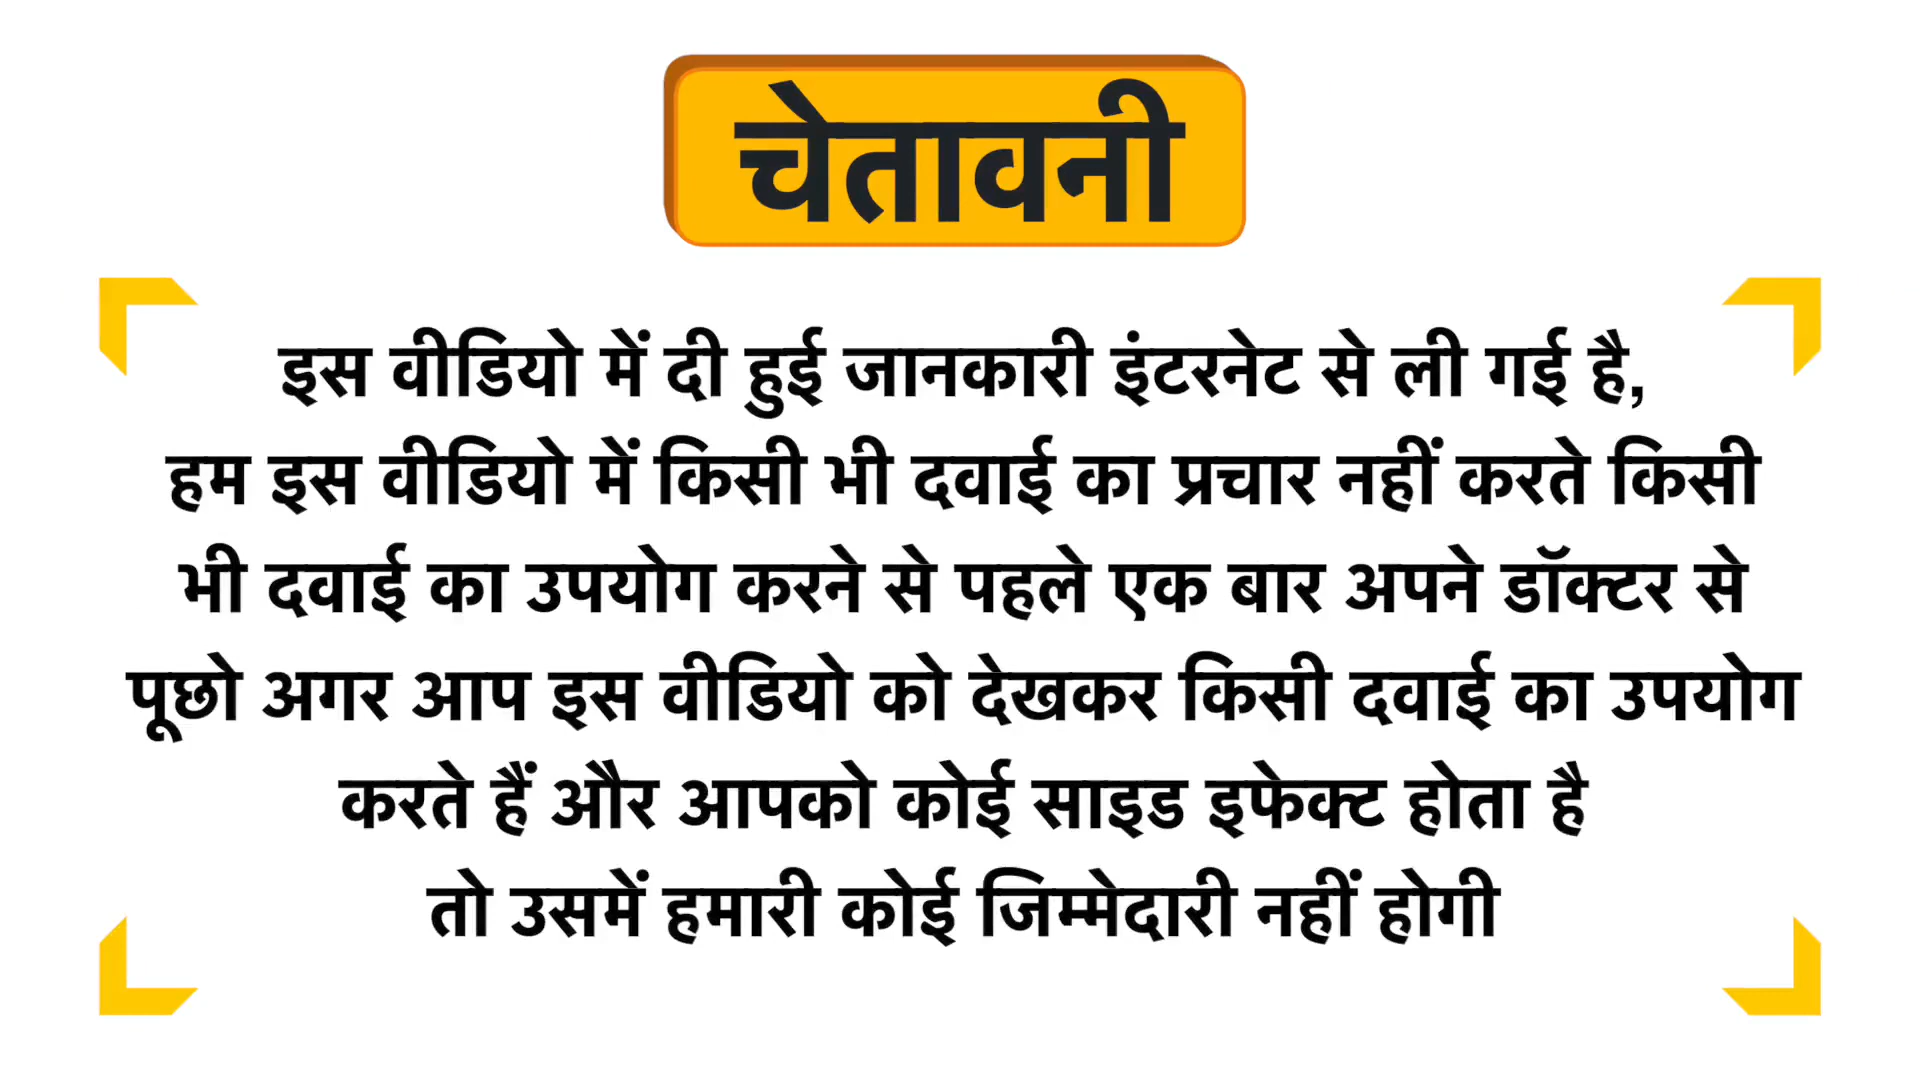 चेतावनी
इस वीडियो में दी हुई जानकारी इंटरनेट से ली गई है,
हम इस वीडियो में किसी भी दवाई का प्रचार नहीं करते किसी
भी दवाई का उपयोग करने से पहले एक बार अपने डॉक्टर से
पूछो अगर आप इस वीडियो को देखकर किसी दवाई का उपयोग
करते हैं और आपको कोई साइड इफेक्ट होता है
तो उसमें हमारी कोई जिम्मेदारी नहीं होगी